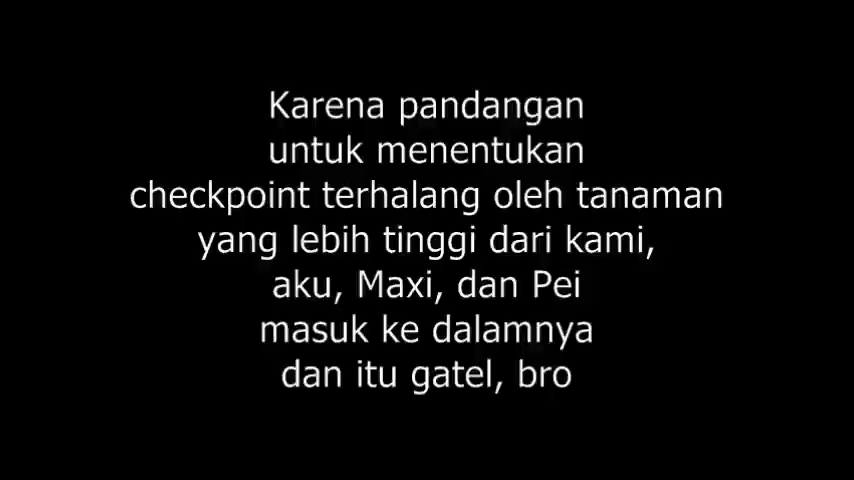 Karena pandangan
untuk menentukan
checkpoint terhalang oleh tanaman
yang lebih tinggi dari kami,
aku, Maxi, dan Pei
masuk ke dalamnya
dan itu gatel, bro